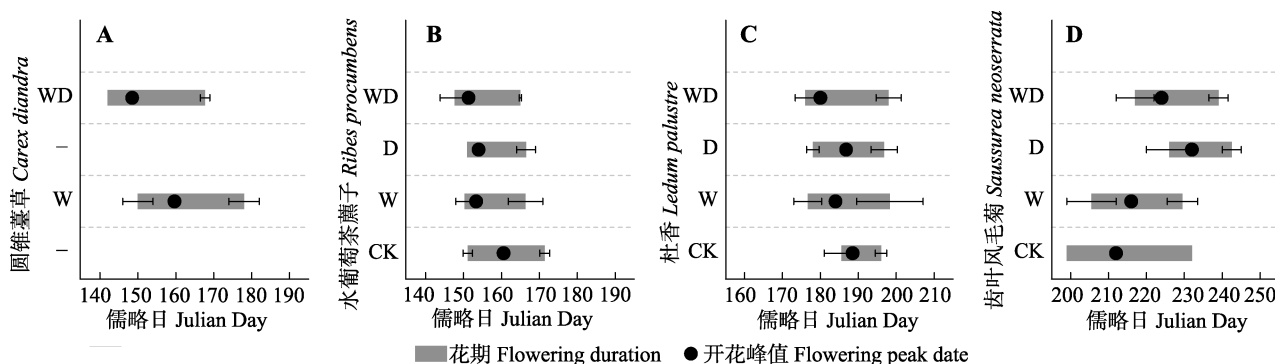 A
圆锥薹草 Carex diandra
WD
–
W
–
140 150 160 170 180 190
儒略日 Julian Day
B
水葡萄茶藨子 Ribes procumbens
WD
D
W
CK
140 150 160 170 180 190
儒略日 Julian Day
C
杜香 Ledum palustre
WD
D
W
CK
160 170 180 190 200 210
儒略日 Julian Day
D
齿叶风毛菊 Saussurea neoserrata
WD
D
W
CK
200 210 220 230 240 250
儒略日 Julian Day
花期 Flowering duration 开花峰值 Flowering peak date